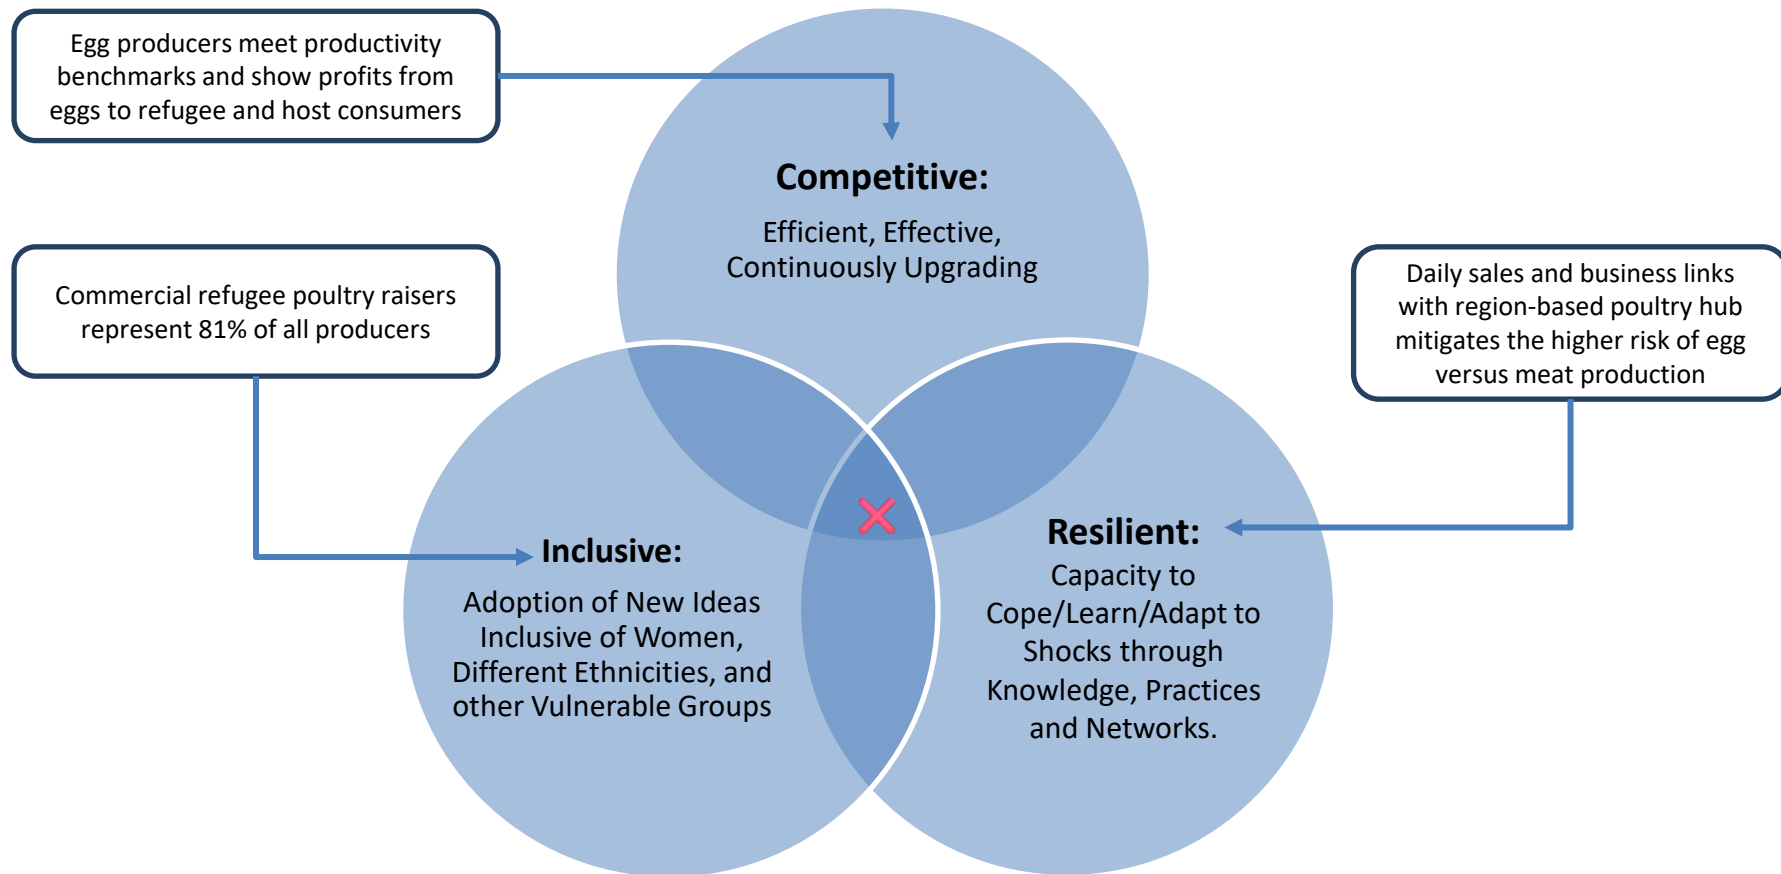 Egg producers meet productivity
benchmarks and show profits from
eggs to refugee and host consumers
Competitive:
Efficient, Effective,
Continuously Upgrading
Commercial refugee poultry raisers
represent 81% of all producers
Daily sales and business links
with region-based poultry hub
mitigates the higher risk of egg
versus meat production
Inclusive:
Adoption of New Ideas
Inclusive of Women,
Different Ethnicities, and
other Vulnerable Groups
Resilient:
Capacity to
Cope/Learn/Adapt to
Shocks through
Knowledge, Practices
and Networks.